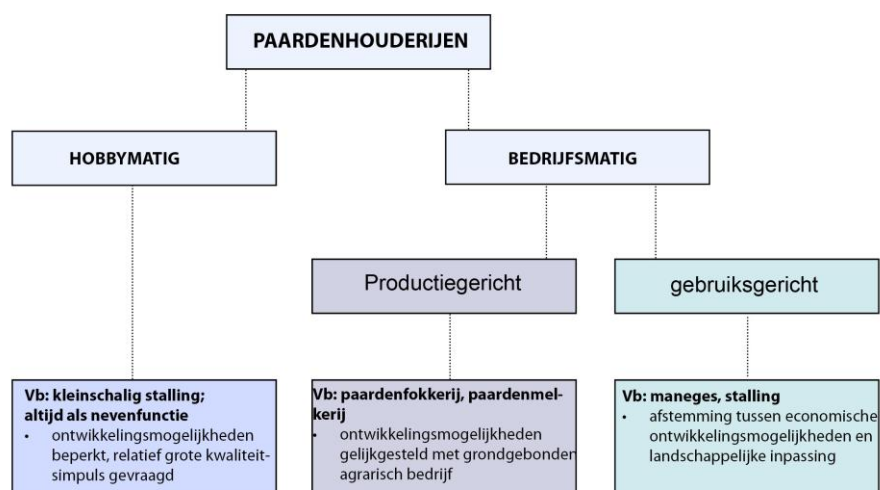 PAARDENHOUDERIJEN
HOBBYMATIG
BEDRIJFSMATIG
Productiegericht
gebruiksgericht
Vb: kleinschalig stalling;
altijd als nevenfunctie
• ontwikkelingsmogelijkheden
beperkt, relatief grote kwaliteit-
simpuls gevraagd
Vb: paardenfokkerij, paardenmel-
kerij
• ontwikkelingsmogelijkheden
gelijkgesteld met grondgebonden
agrarisch bedrijf
Vb: maneges, stalling
• afstemming tussen economische
ontwikkelingsmogelijkheden en
landschappelijke inpassing